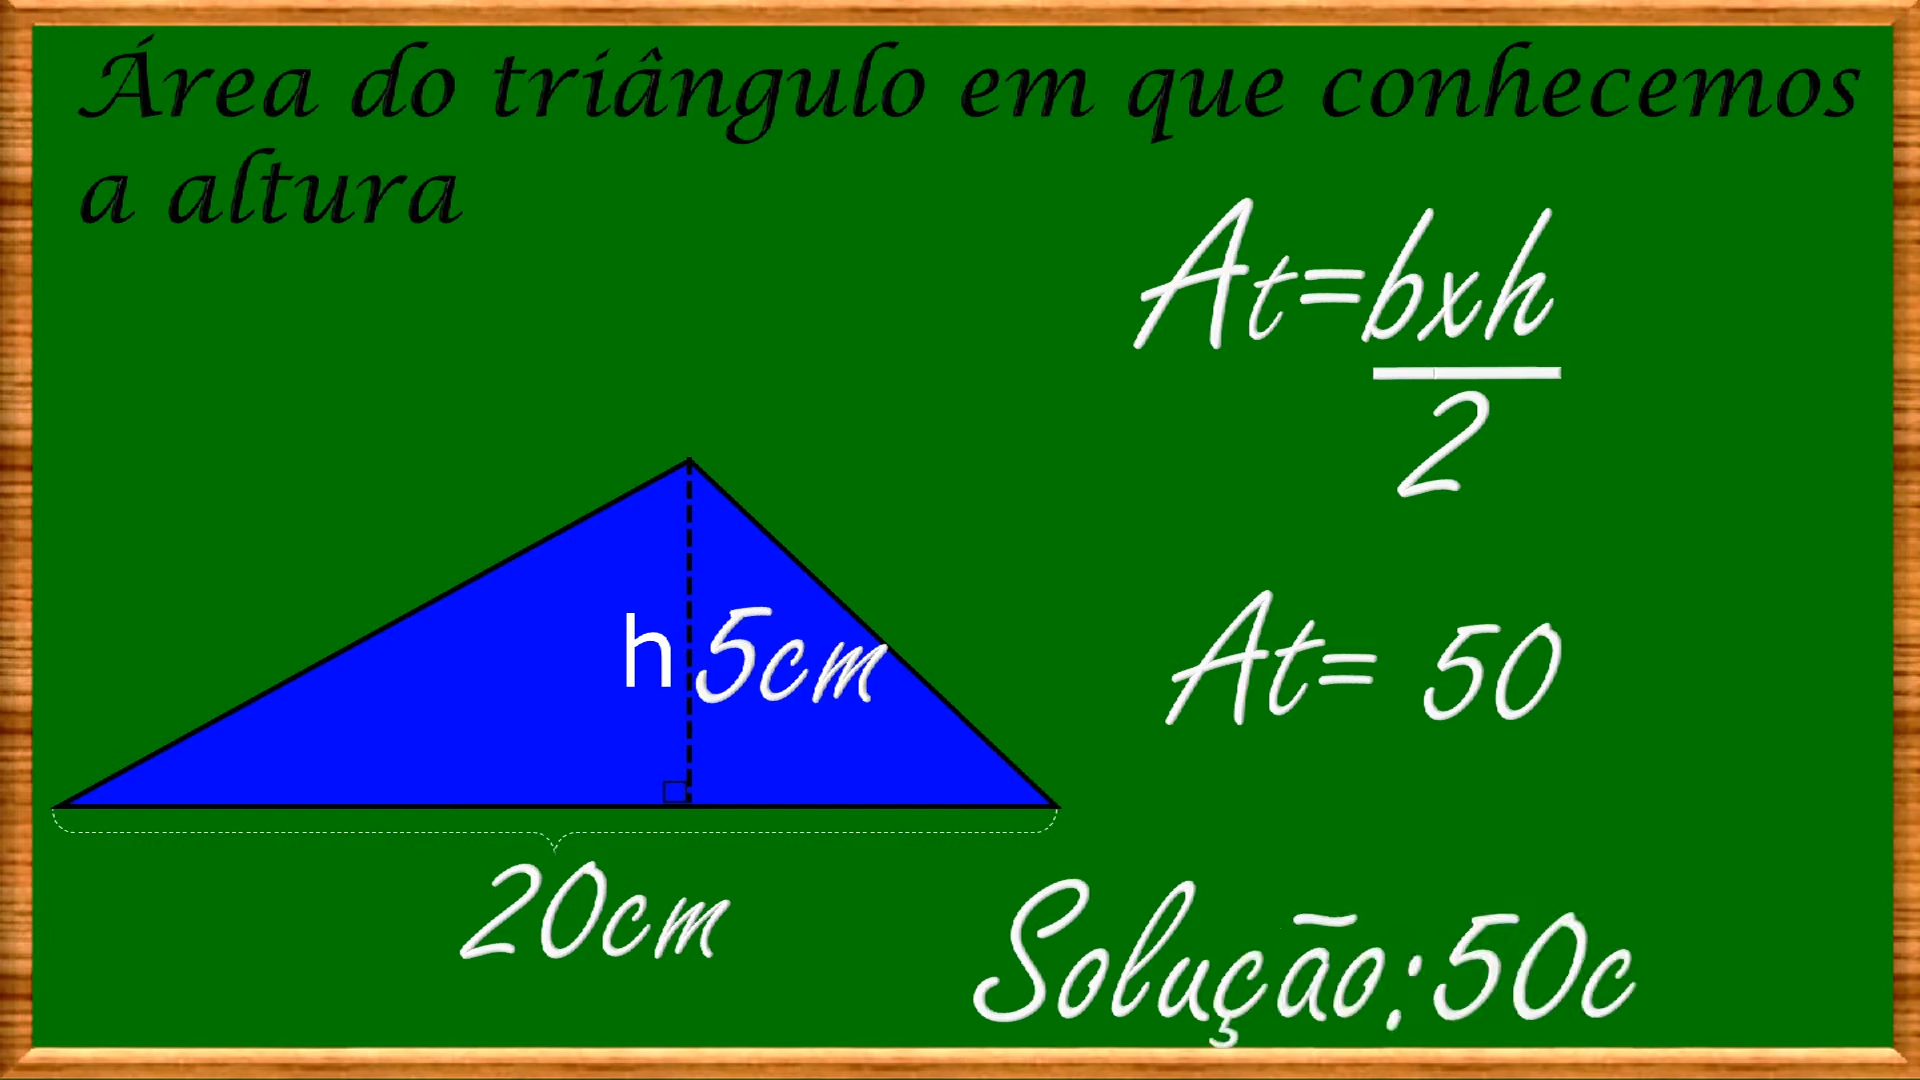 Área do triângulo em que conhecemos
a altura
At=bxh
2
h 5cm
At= 50
20cm
Solução:50c